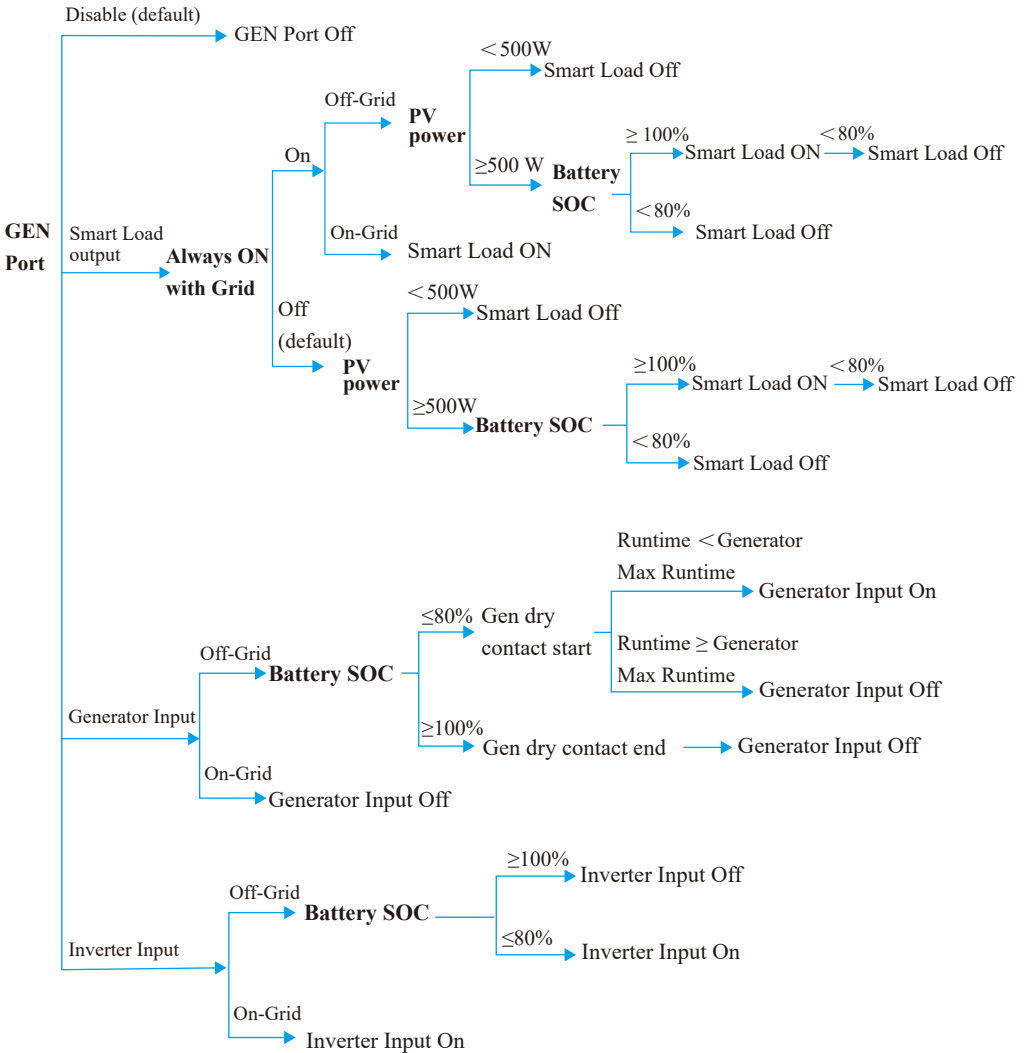 Disable (default)
GEN Port Off
<500W
Smart Load Off
Off-Grid
PV
power
≥500 W
Battery
SOC
≥ 100%
Smart Load ON
<80%
Smart Load Off
<80%
Smart Load Off
On
On-Grid
Smart Load ON
GEN
Port
Smart Load
output
Always ON
with Grid
Off
(default)
PV
power
<500W
Smart Load Off
≥500W
Battery SOC
≥100%
Smart Load ON
<80%
Smart Load Off
<80%
Smart Load Off
Generator Input
Off-Grid
Battery SOC
≤80%
Gen dry
contact start
Runtime <Generator
Max Runtime
Generator Input On
Runtime ≥ Generator
Max Runtime
Generator Input Off
≥100%
Gen dry contact end
Generator Input Off
On-Grid
Generator Input Off
Inverter Input
Off-Grid
Battery SOC
≥100%
Inverter Input Off
≤80%
Inverter Input On
On-Grid
Inverter Input On